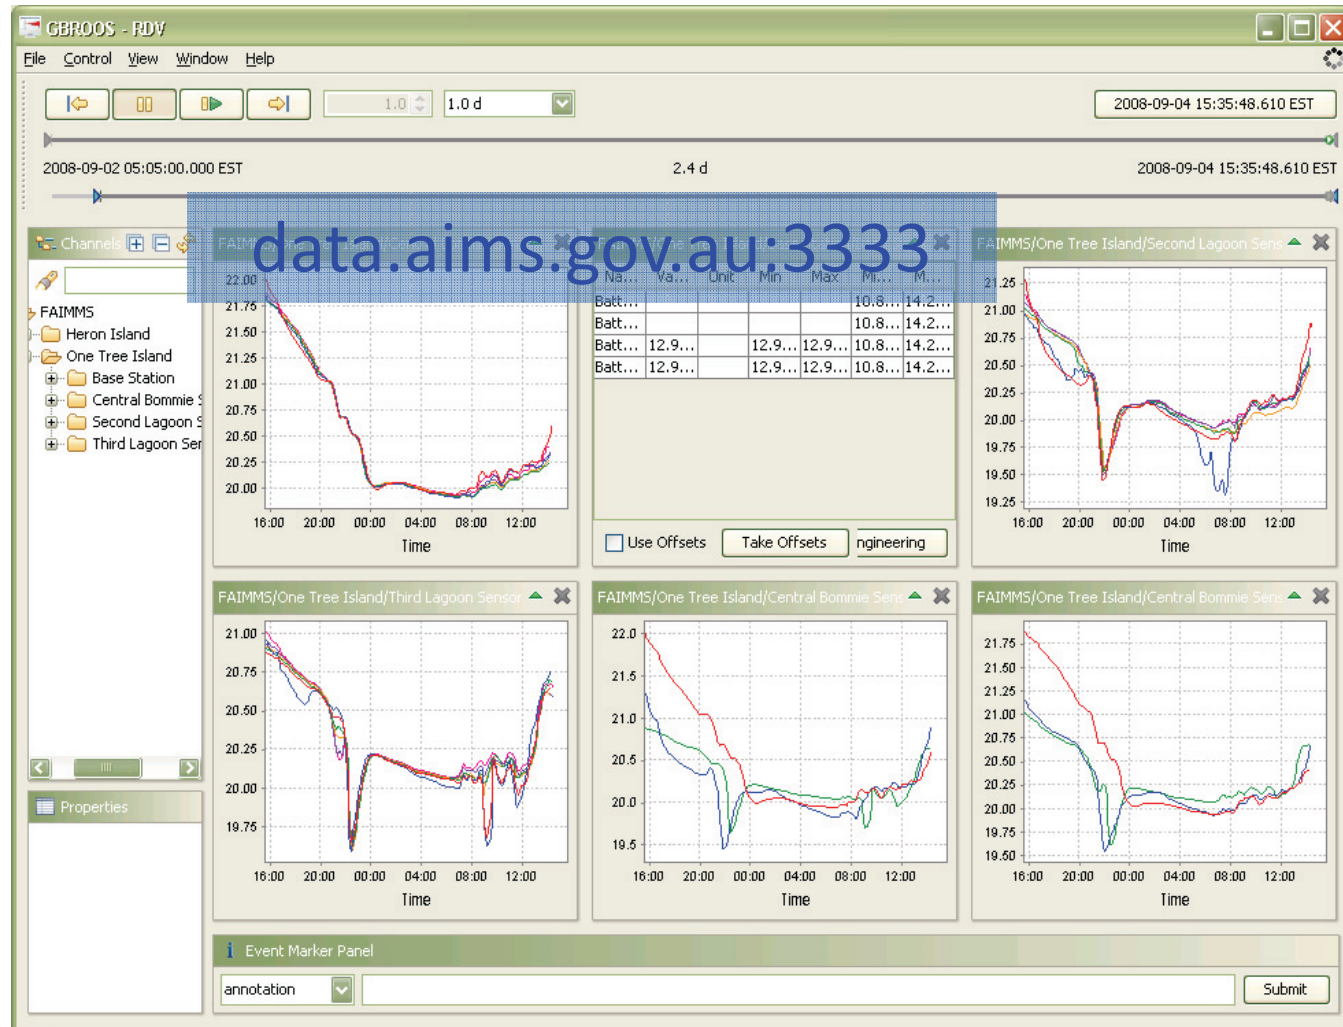 GBROOS - RDV
File Control View Window Help
1.0 1.0 d 2008-09-04 15:35:48.610 EST
2008-09-02 05:05:00.000 EST 2.4 d 2008-09-04 15:35:48.610 EST
data.aims.gov.au:3333
Channels
FAIMMS
Heron Island
One Tree Island
Base Station
Central Bommie S
Second Lagoon S
Third Lagoon Ser
Properties
22.00
21.75
21.50
21.25
21.00
20.75
20.50
20.25
20.00
16:00 20:00 00:00 04:00 08:00 12:00
Time
Na... Va... Unit Min Max Mi... M...
Batt... 10.8... 14.2...
Batt... 10.8... 14.2...
Batt... 12.9... 12.9... 12.9... 10.8... 14.2...
Batt... 12.9... 12.9... 12.9... 10.8... 14.2...
Use Offsets Take Offsets ngineering
FAIMMS/One Tree Island/Second Lagoon Sens
21.25
21.00
20.75
20.50
20.25
20.00
19.75
19.50
19.25
16:00 20:00 00:00 04:00 08:00 12:00
Time
FAIMMS/One Tree Island/Third Lagoon Sensor
21.00
20.75
20.50
20.25
20.00
19.75
16:00 20:00 00:00 04:00 08:00 12:00
Time
FAIMMS/One Tree Island/Central Bommie Sens
22.0
21.5
21.0
20.5
20.0
19.5
16:00 20:00 00:00 04:00 08:00 12:00
Time
FAIMMS/One Tree Island/Central Bommie Sens
21.75
21.50
21.25
21.00
20.75
20.50
20.25
20.00
19.75
19.50
16:00 20:00 00:00 04:00 08:00 12:00
Time
Event Marker Panel
annotation Submit